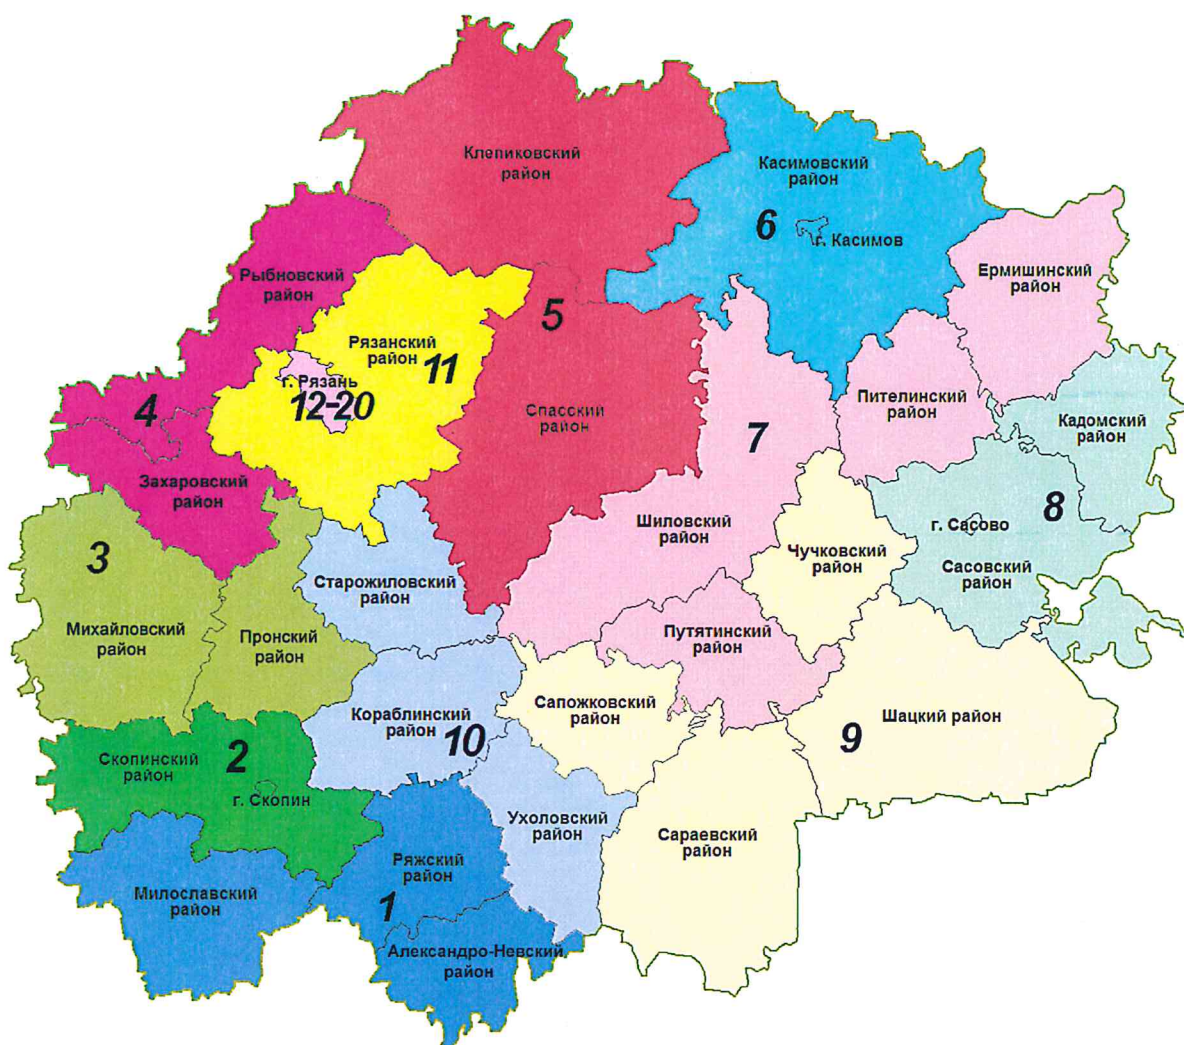 Клепиковский
район
Касимовский
район
6
г. Касимов
Ермишинский
район
Рыбновский
район
5
Рязанский
район
11
г. Рязань
12-20
4
Спасский
район
7
Пителинский
район
Кадомский
район
Захаровский
район
3
Шиловский
район
Чучковский
район
г. Сасово
8
Сасовский
район
Старожиловский
район
Михайловский
район
Пронский
район
Путятинский
район
Кораблинский
район
10
Сапожковский
район
Шацкий район
9
Скопинский
район
2
г. Скопин
Ухоловский
район
Сараевский
район
Ряжский
район
1
Милославский
район
Александро-Невский
район